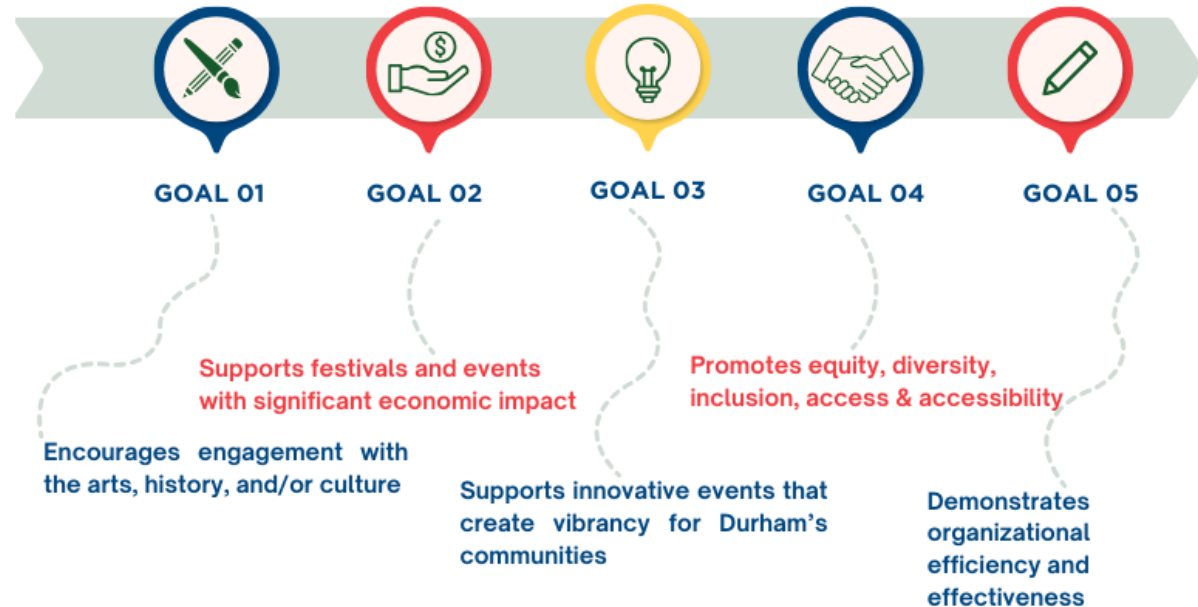 $
GOAL 01
GOAL 02
GOAL 03
GOAL 04
GOAL 05
Supports festivals and events
with significant economic impact
Promotes equity, diversity,
inclusion, access & accessibility
Encourages engagement with
the arts, history, and/or culture
Supports innovative events that
create vibrancy for Durham’s
communities
Demonstrates
organizational
efficiency and
effectiveness